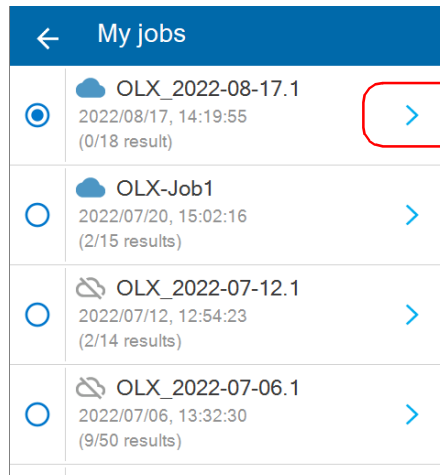 My jobs
OLX_2022-08-17.1
2022/08/17, 14:19:55
(0/18 result)
OLX-Job1
2022/07/20, 15:02:16
(2/15 results)
OLX_2022-07-12.1
2022/07/12, 12:54:23
(2/14 results)
OLX_2022-07-06.1
2022/07/06, 13:32:30
(9/50 results)